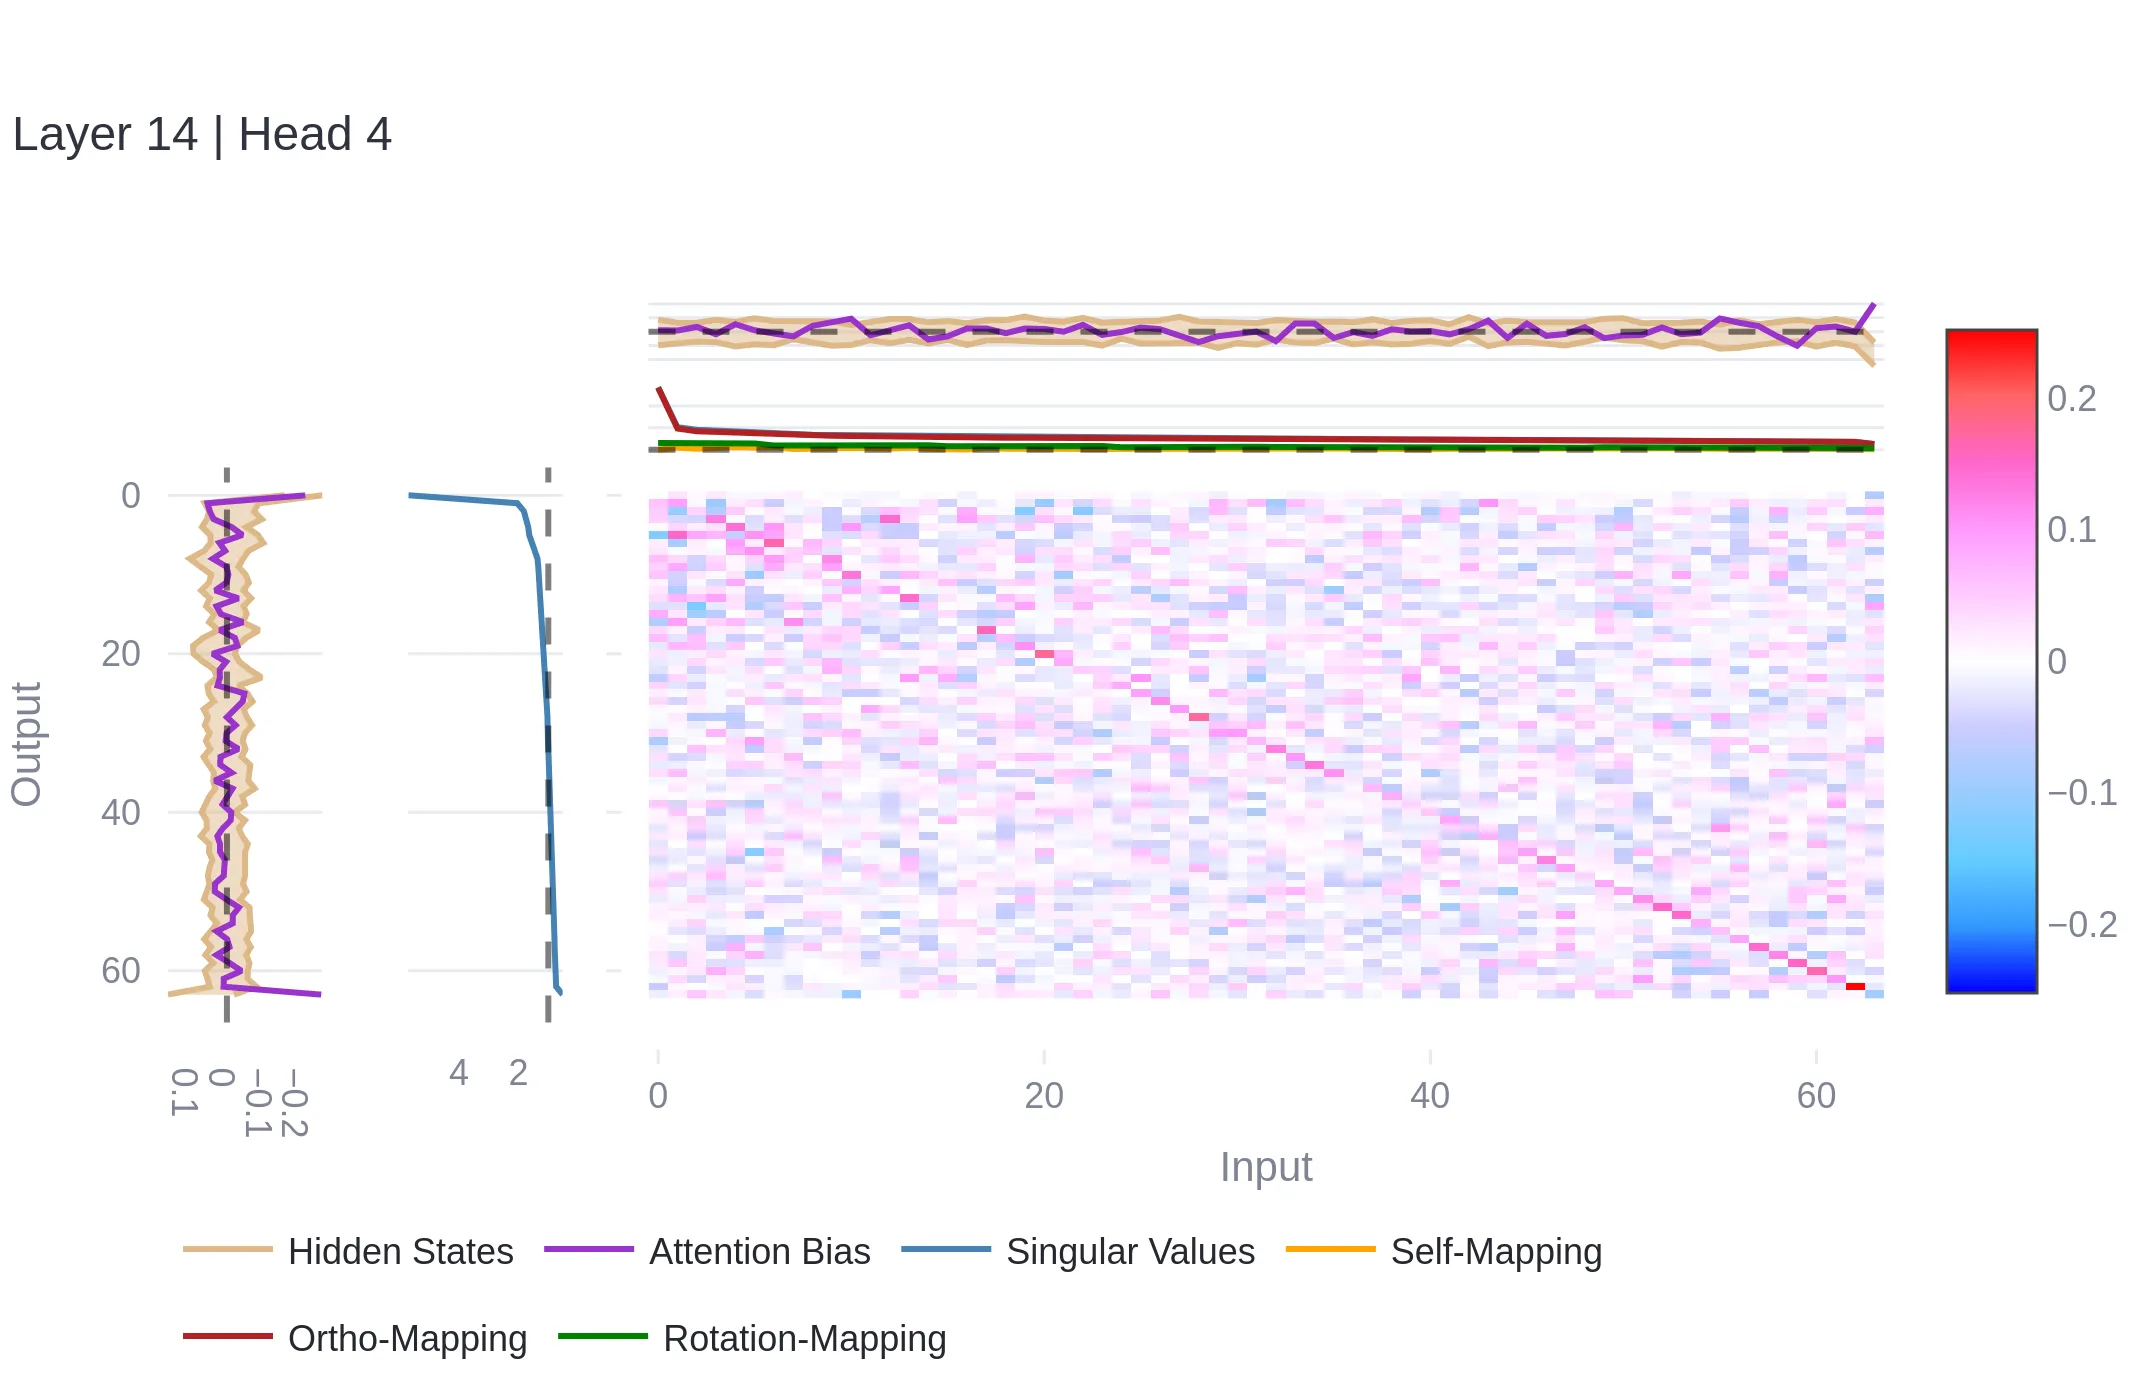 Layer 14 | Head 4
0
20
40
60
Output
0.1
0
−0.1
−0.2
4
2
0
20
40
60
Input
0.2
0.1
0
−0.1
−0.2
Hidden States
Attention Bias
Singular Values
Self-Mapping
Ortho-Mapping
Rotation-Mapping